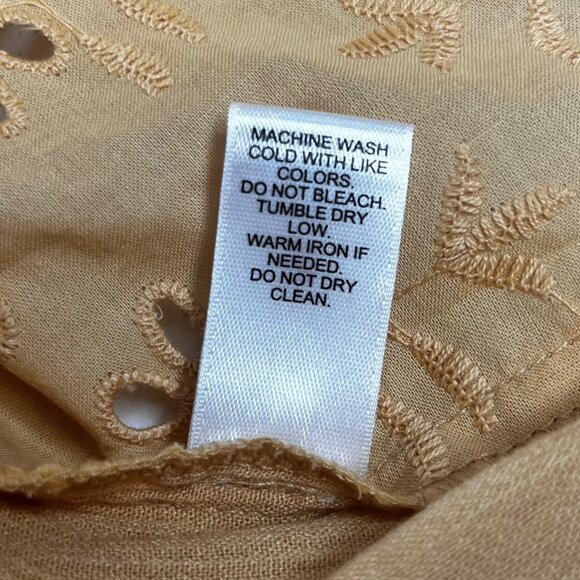 MACHINE WASH
COLD WITH LIKE
COLORS.
DO NOT BLEACH.
TUMBLE DRY
LOW.
WARM IRON IF
NEEDED.
DO NOT DRY
CLEAN.